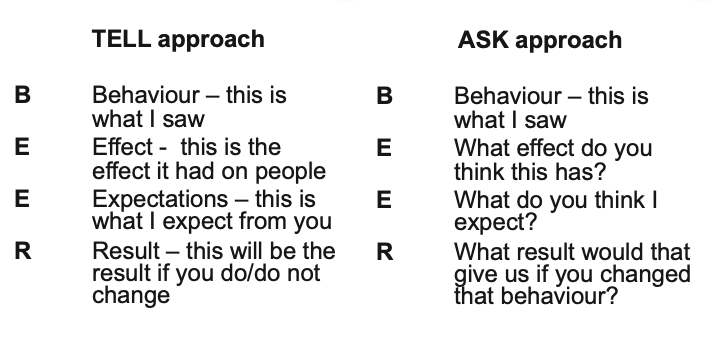 TELL approach
B Behaviour – this is
what I saw
E Effect - this is the
effect it had on people
E Expectations – this is
what I expect from you
R Result – this will be the
result if you do/do not
change
ASK approach
B Behaviour – this is
what I saw
E What effect do you
think this has?
E What do you think I
expect?
R What result would that
give us if you changed
that behaviour?